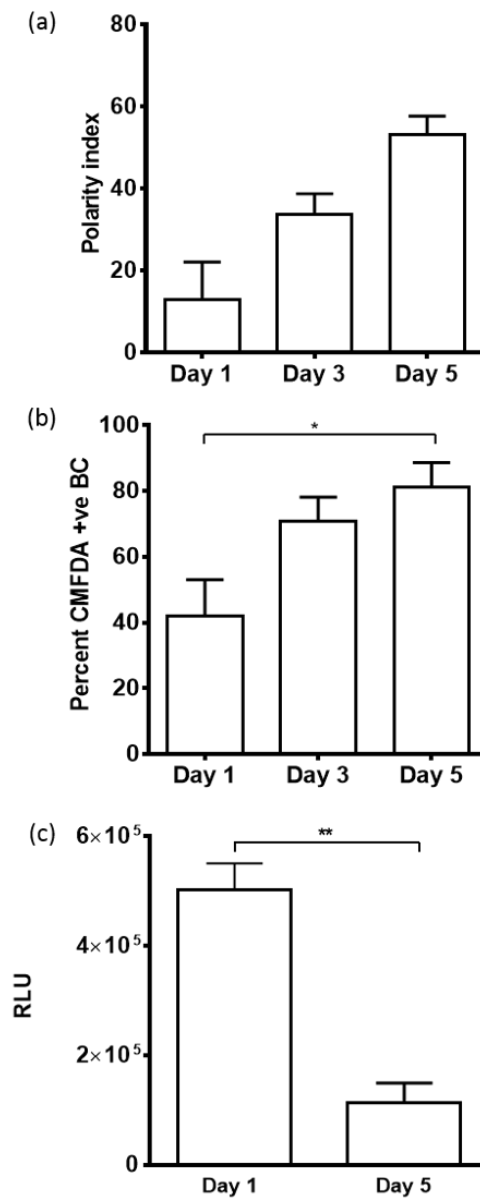 (a)
80
60
40
20
0
Polarity index
Day 1 Day 3 Day 5
(b)
100
80
60
40
20
0
Percent CMFDA +ve BC
*
Day 1 Day 3 Day 5
(c)
6×10⁵
4×10⁵
2×10⁵
0
RLU
**
Day 1 Day 5